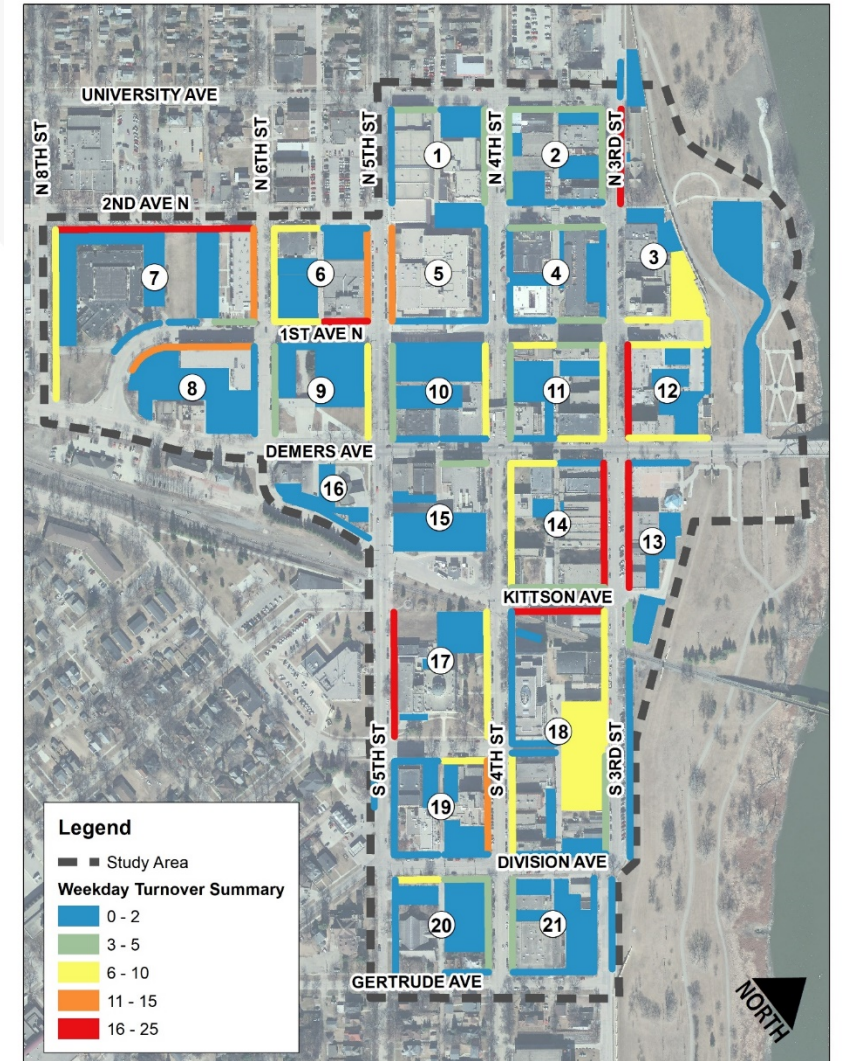 UNIVERSITY AVE
N 8TH ST
N 6TH ST
N 5TH ST
N 4TH ST
N 3RD ST
1
2
2ND AVE N
3
7
6
5
4
1ST AVE N
8
9
10
11
12
DEMERS AVE
16
15
14
13
KITTSON AVE
17
18
S 5TH ST
S 4TH ST
S 3RD ST
19
DIVISION AVE
20
21
GERTRUDE AVE
NORTH
Legend
Study Area
Weekday Turnover Summary
0 - 2
3 - 5
6 - 10
11 - 15
16 - 25